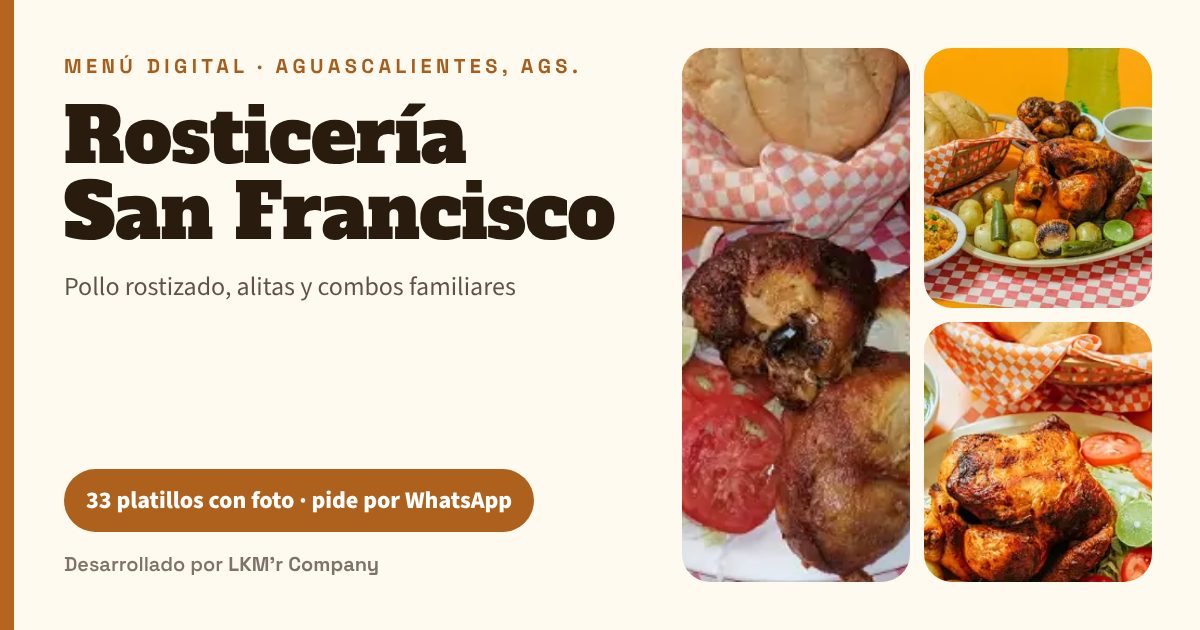 MENÚ DIGITAL · AGUASCALIENTES, AGS.
Rosticería
San Francisco
Pollo rostizado, alitas y combos familiares
33 platillos con foto · pide por WhatsApp
Desarrollado por LKM’r Company